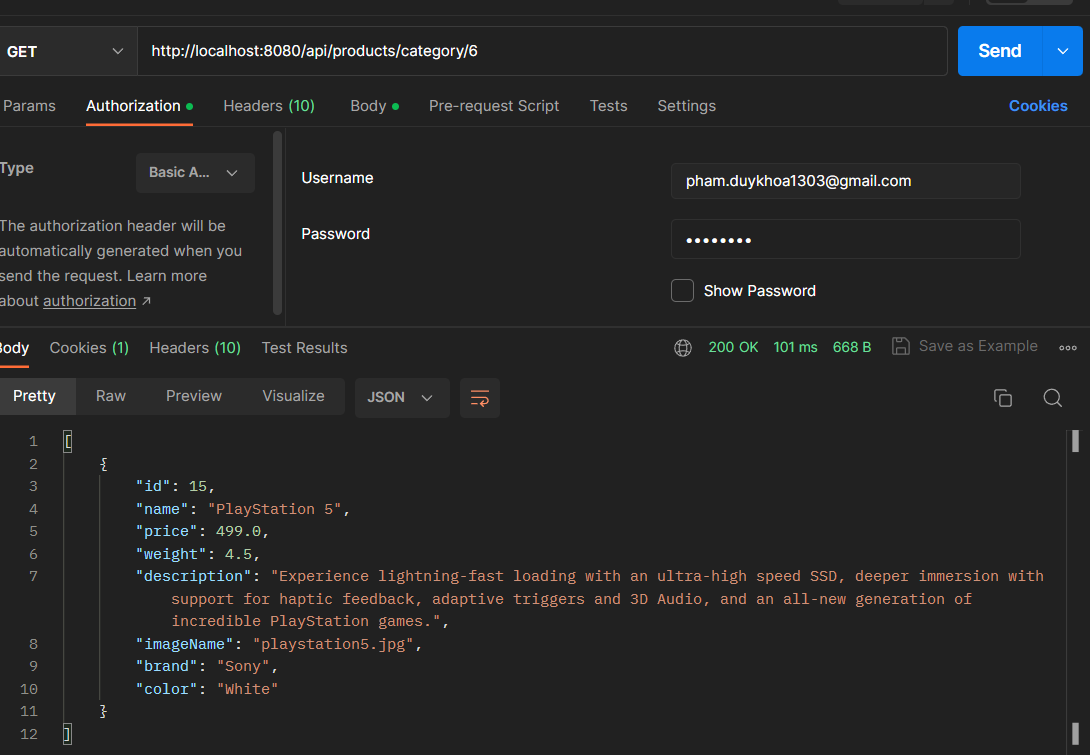 GET http://localhost:8080/api/products/category/6 Send
Params Authorization Headers (10) Body Pre-request Script Tests Settings Cookies
Type Basic A...
The authorization header will be
automatically generated when you
send the request. Learn more
about authorization ↗
Username pham.duykhoa1303@gmail.com
Password ••••••••
Show Password
Body Cookies (1) Headers (10) Test Results 200 OK 101 ms 668 B Save as Example
Pretty Raw Preview Visualize JSON
1 [
2 {
3 "id": 15,
4 "name": "PlayStation 5",
5 "price": 499.0,
6 "weight": 4.5,
7 "description": "Experience lightning-fast loading with an ultra-high speed SSD, deeper immersion with
support for haptic feedback, adaptive triggers and 3D Audio, and an all-new generation of
incredible PlayStation games.",
8 "imageName": "playstation5.jpg",
9 "brand": "Sony",
10 "color": "White"
11 }
12 ]